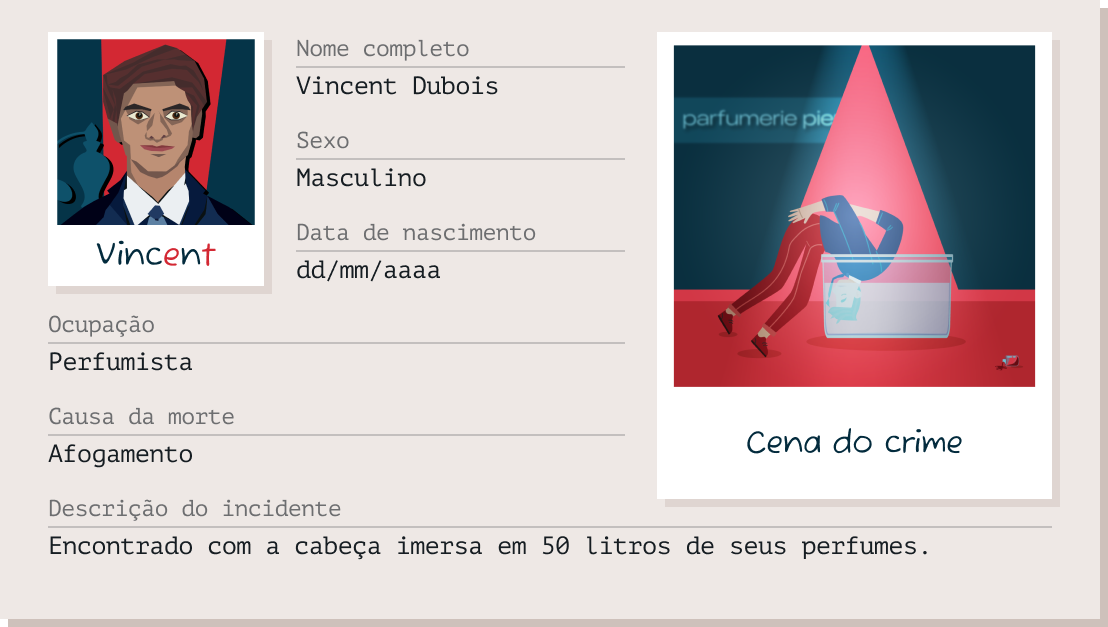 Nome completo
Vincent Dubois
Sexo
Masculino
Data de nascimento
dd/mm/aaaa
Vincent
Ocupação
Perfumista
Causa da morte
Afogamento
Descrição do incidente
Encontrado com a cabeça imersa em 50 litros de seus perfumes.
parfumerie pie
Cena do crime